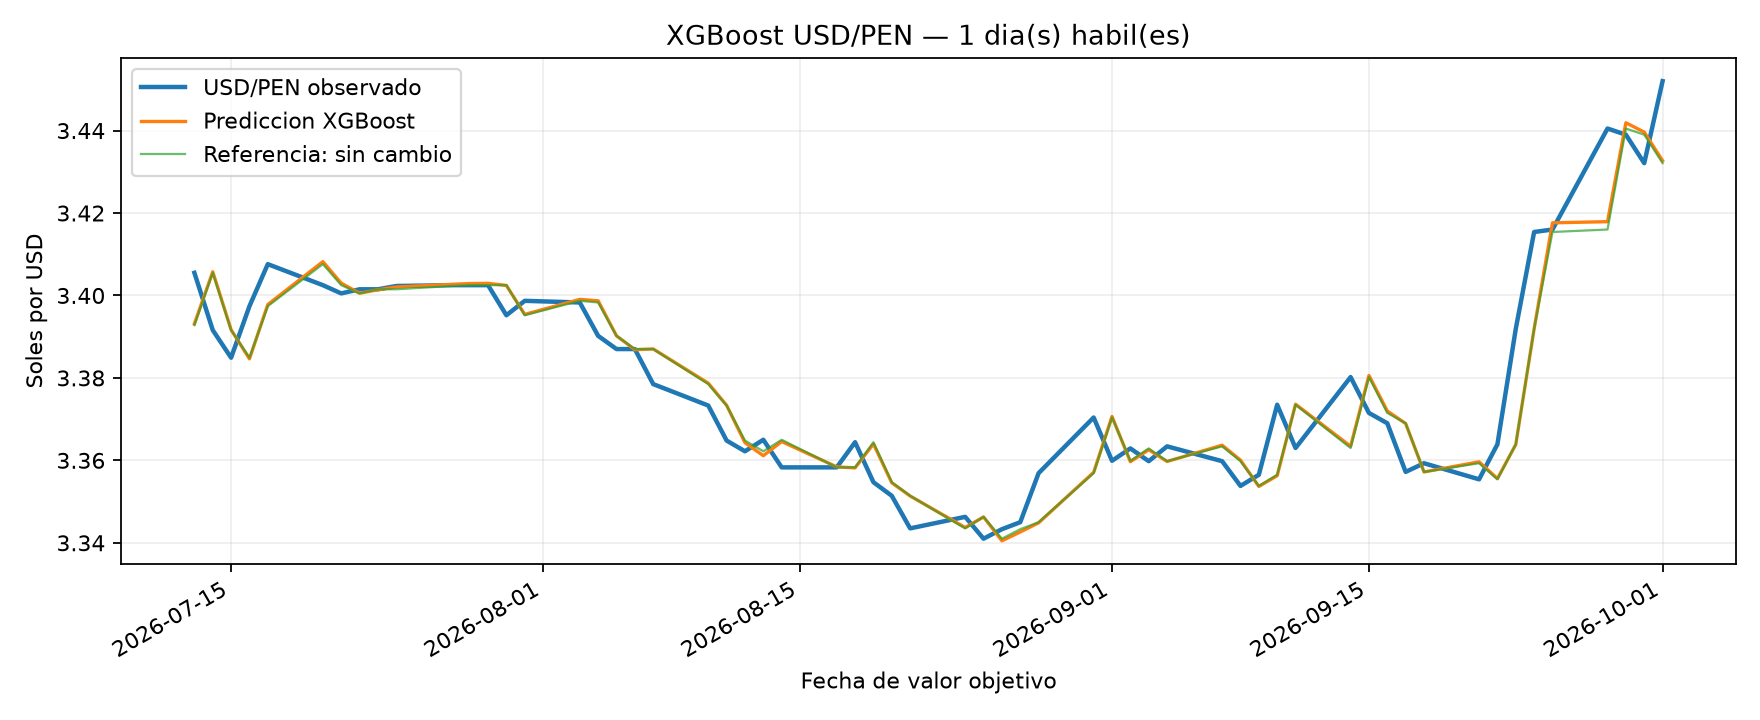 XGBoost USD/PEN — 1 dia(s) habil(es)
USD/PEN observado
Prediccion XGBoost
Referencia: sin cambio
Soles por USD
3.44
3.42
3.40
3.38
3.36
3.34
2026-07-15
2026-08-01
2026-08-15
2026-09-01
2026-09-15
2026-10-01
Fecha de valor objetivo